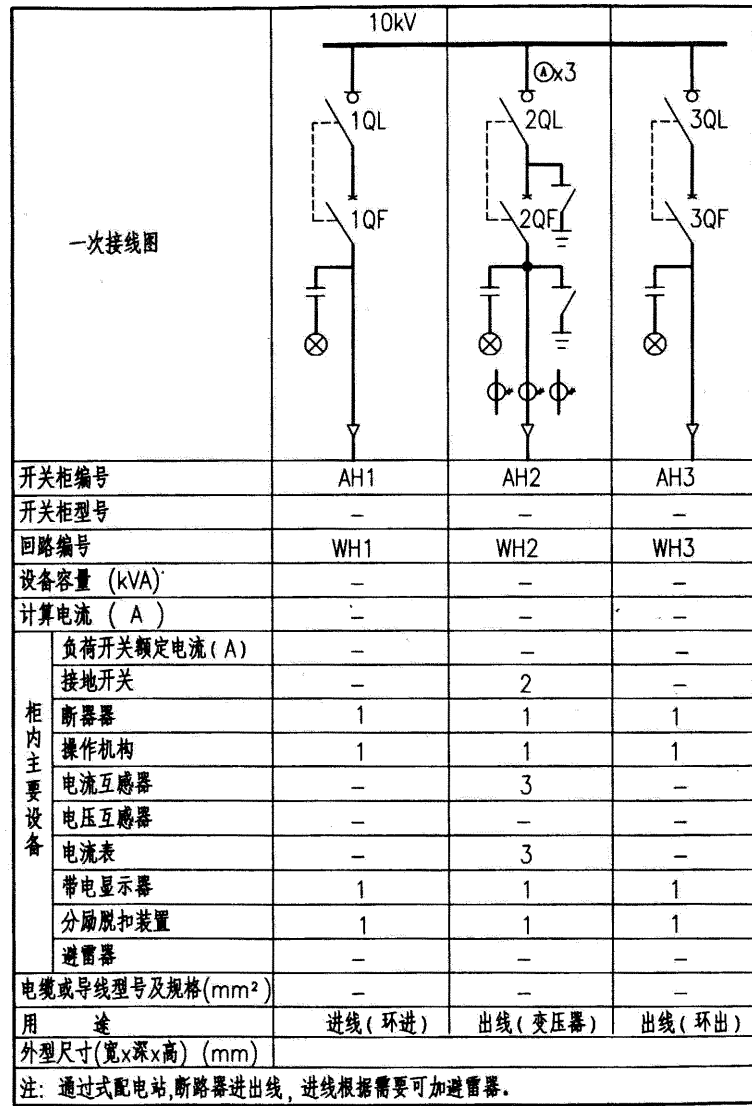 10kV
Ⓐx3
1QL 2QL 3QL
1QF 2QF 3QF
一次接线图
开关柜编号 AH1 AH2 AH3
开关柜型号 – – –
回路编号 WH1 WH2 WH3
设备容量 (kVA) – – –
计算电流 ( A ) – – –
柜内主要设备
负荷开关额定电流(A) – – –
接地开关 – 2 –
断器器 1 1 1
操作机构 1 1 1
电流互感器 – 3 –
电压互感器 – – –
电流表 – 3 –
带电显示器 1 1 1
分励脱扣装置 1 1 1
避雷器 – – –
电缆或导线型号及规格(mm²) – – –
用 途 进线(环进) 出线(变压器) 出线(环出)
外型尺寸(宽x深x高) (mm)
注: 通过式配电站,断路器进出线, 进线根据需要可加避雷器.